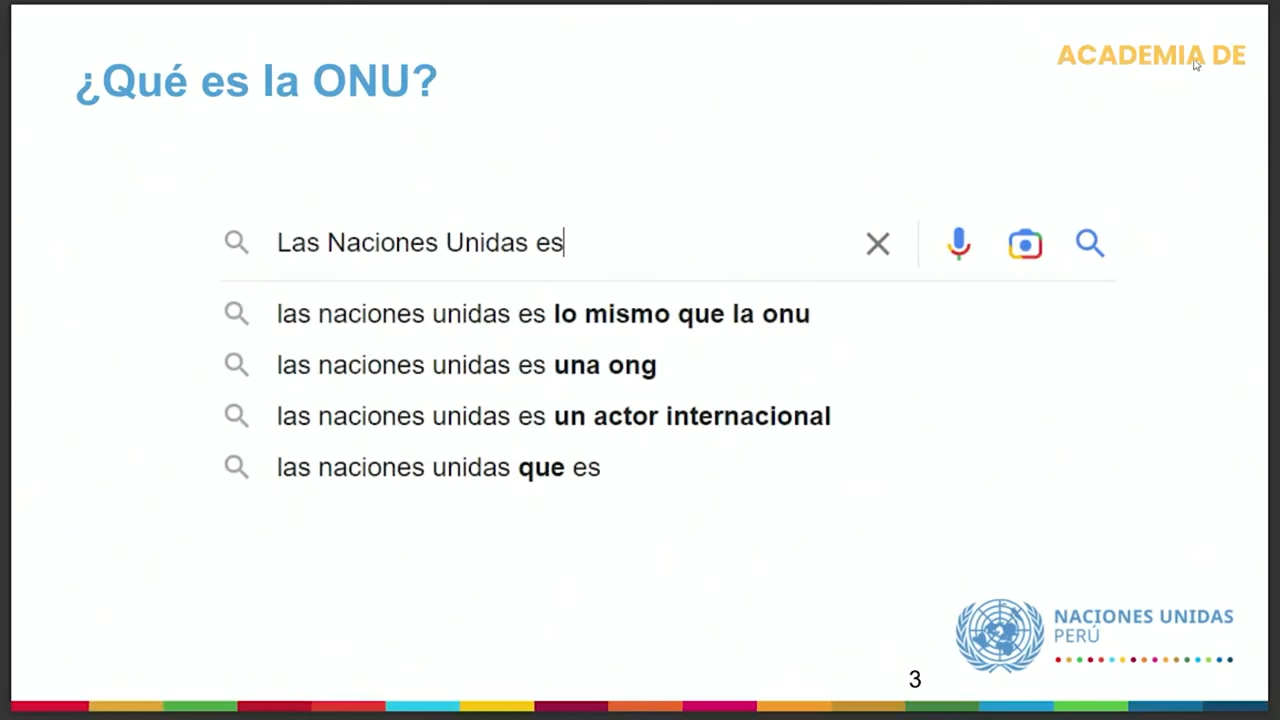 ¿Qué es la ONU?
ACADEMIA DE
Las Naciones Unidas es
las naciones unidas es lo mismo que la onu
las naciones unidas es una ong
las naciones unidas es un actor internacional
las naciones unidas que es
NACIONES UNIDAS
PERÚ
3